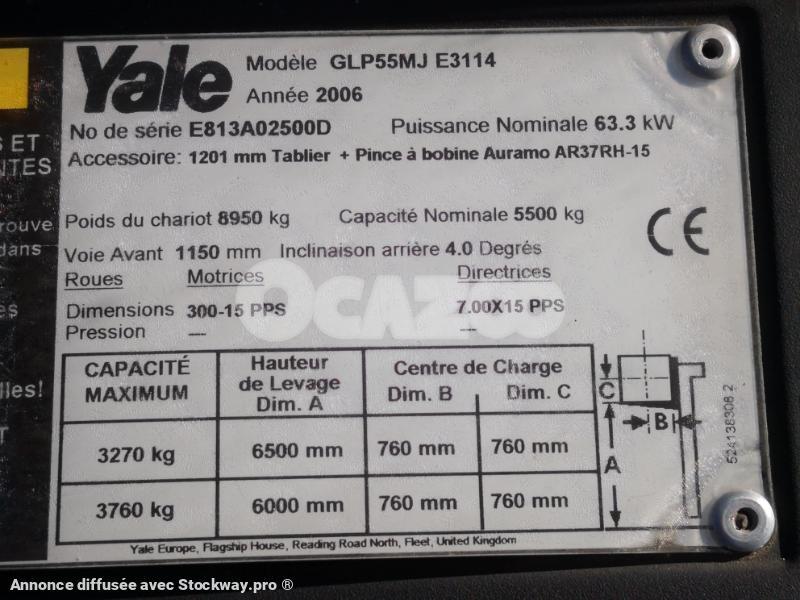 Yale
Modèle GLP55MJ E3114
Année 2006
No de série E813A02500D Puissance Nominale 63.3 kW
Accessoire: 1201 mm Tablier + Pince à bobine Auramo AR37RH-15
S ET
NTES
rouve
dans
es
lles!
T
Poids du chariot 8950 kg Capacité Nominale 5500 kg
Voie Avant 1150 mm Inclinaison arrière 4.0 Degrés
Roues Motrices Directrices
Dimensions 300-15 PPS 7.00X15 PPS
Pression --- ---
OCAZOO
CAPACITÉ MAXIMUM
Hauteur de Levage Dim. A
Centre de Charge
Dim. B Dim. C
3270 kg 6500 mm 760 mm 760 mm
3760 kg 6000 mm 760 mm 760 mm
C
B
A
524138308 2
CE
Yale Europe, Flagship House, Reading Road North, Fleet, United Kingdom
Annonce diffusée avec Stockway.pro ®